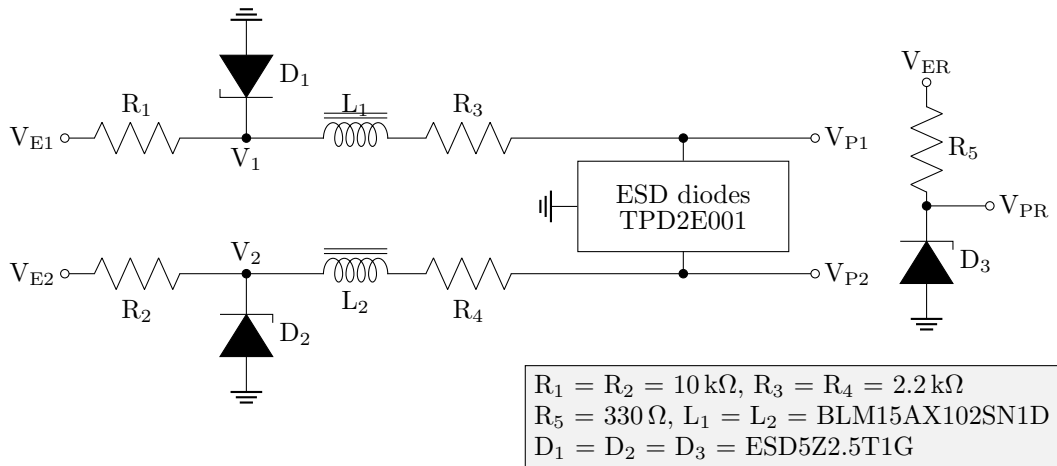 V_ER
D_1
R_1
L_1
R_3
R_5
V_E1
V_1
V_P1
ESD diodes
TPD2E001
V_PR
V_2
V_E2
V_P2
D_3
R_2
L_2
R_4
D_2
R_1 = R_2 = 10 kΩ, R_3 = R_4 = 2.2 kΩ
R_5 = 330 Ω, L_1 = L_2 = BLM15AX102SN1D
D_1 = D_2 = D_3 = ESD5Z2.5T1G